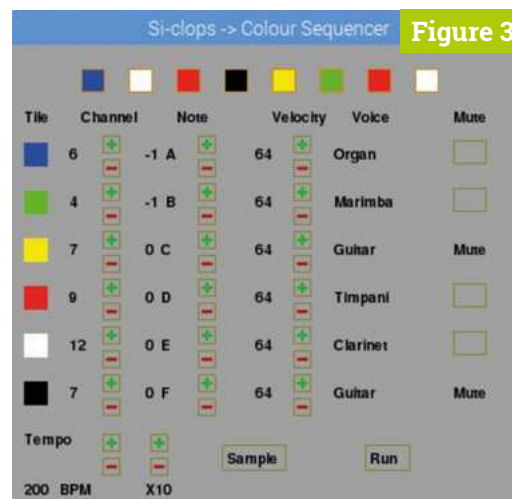 Si-clops -> Colour Sequencer
Figure 3
Tile Channel Note Velocity Voice Mute
6 + - -1 A + - 64 + - Organ
4 + - -1 B + - 64 + - Marimba
7 + - 0 C + - 64 + - Guitar Mute
9 + - 0 D + - 64 + - Timpani
12 + - 0 E + - 64 + - Clarinet
7 + - 0 F + - 64 + - Guitar Mute
Tempo + - + - Sample Run
200 BPM X10